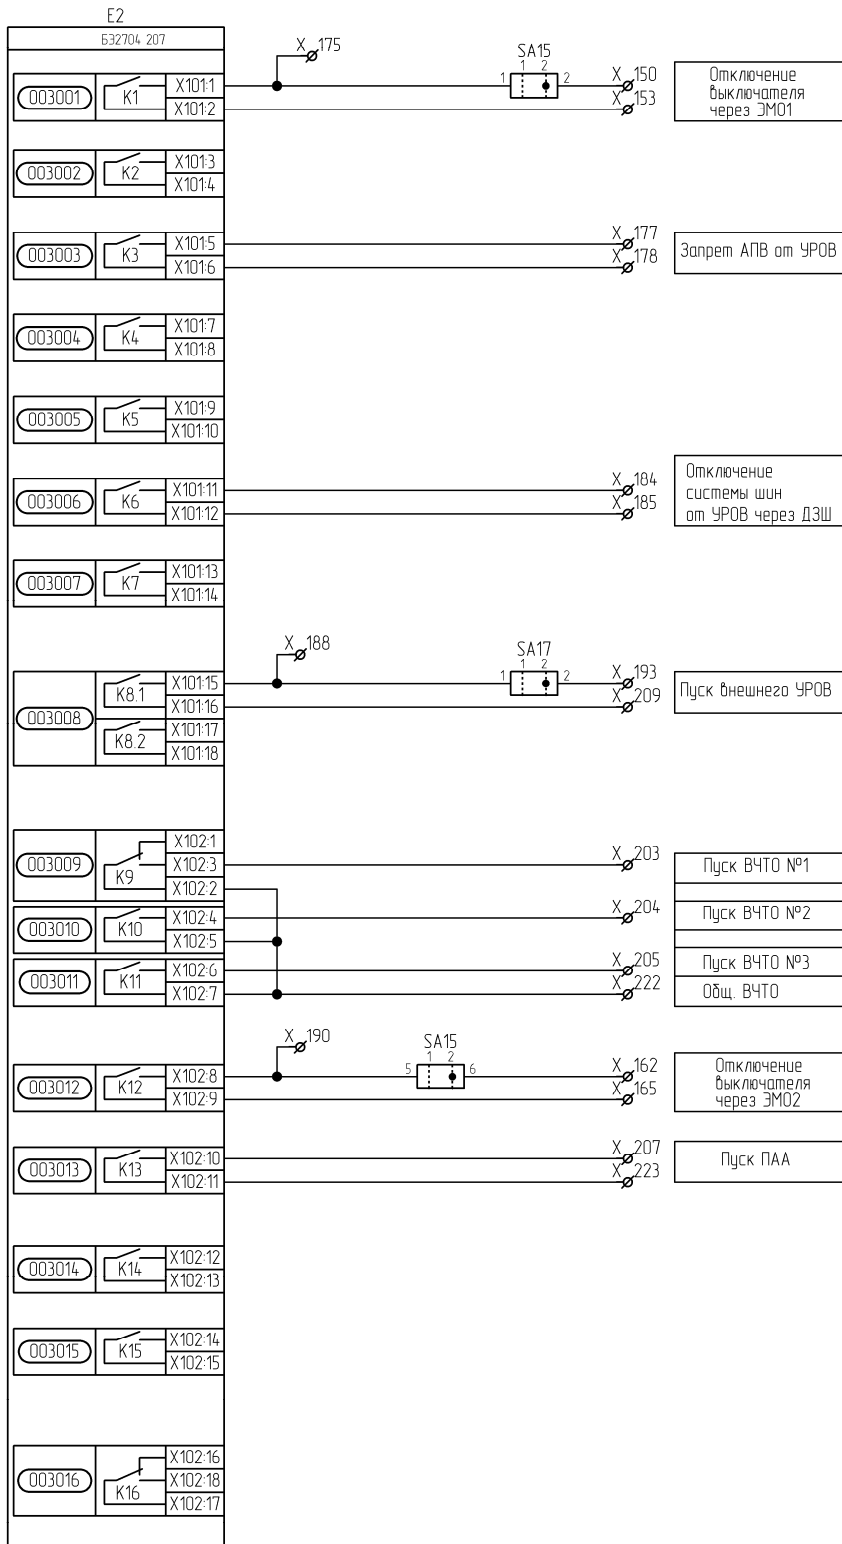 E2
БЭ2704 207
X 175
SA15
1 2
003001 K1 X101:1 1 2 X 150
X101:2 X 153
Отключение
выключателя
через ЭМО1
003002 K2 X101:3
X101:4
003003 K3 X101:5 X 177
X101:6 X 178
Запрет АПВ от УРОВ
003004 K4 X101:7
X101:8
003005 K5 X101:9
X101:10
003006 K6 X101:11 X 184
X101:12 X 185
Отключение
системы шин
от УРОВ через ДЗШ
003007 K7 X101:13
X101:14
X 188
SA17
1 2
003008 K8.1 X101:15 1 2 X 193
X101:16 X 209
Пуск внешнего УРОВ
K8.2 X101:17
X101:18
X102:1
003009 K9 X102:3 X 203 Пуск ВЧТО №1
X102:2
003010 K10 X102:4 X 204 Пуск ВЧТО №2
X102:5
003011 K11 X102:6 X 205 Пуск ВЧТО №3
X102:7 X 222 Общ. ВЧТО
X 190
SA15
1 2
003012 K12 X102:8 5 6 X 162
X102:9 X 165
Отключение
выключателя
через ЭМО2
003013 K13 X102:10 X 207
X102:11 X 223
Пуск ПАА
003014 K14 X102:12
X102:13
003015 K15 X102:14
X102:15
003016 K16 X102:16
X102:18
X102:17